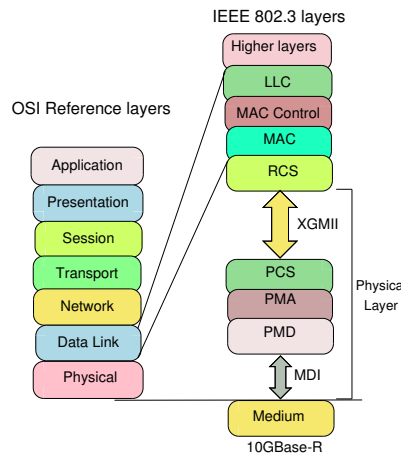 IEEE 802.3 layers
Higher layers
LLC
MAC Control
MAC
RCS
XGMII
PCS
PMA
PMD
MDI
Medium
10GBase-R
Physical
Layer
OSI Reference layers
Application
Presentation
Session
Transport
Network
Data Link
Physical